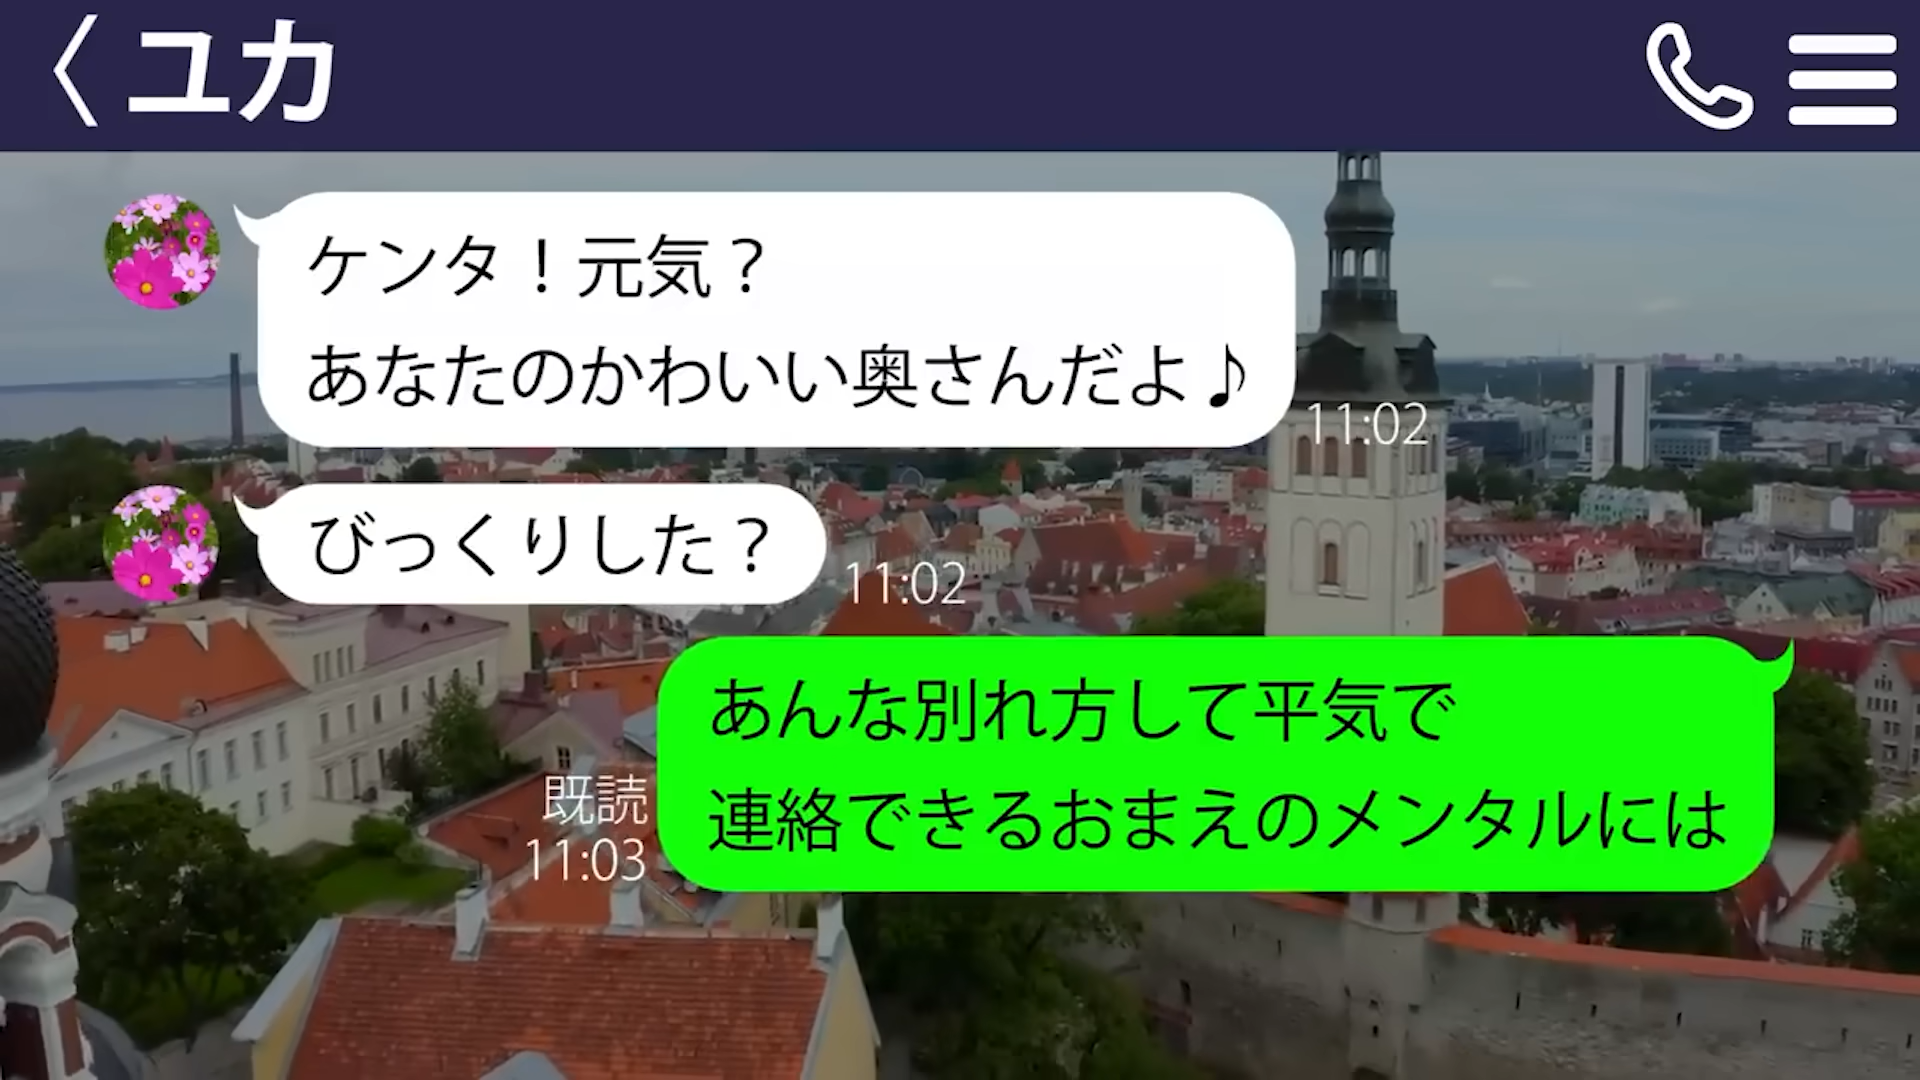 ユカ
ケンタ！元気？
あなたのかわいい奥さんだよ♪
11:02
びっくりした？
11:02
あんな別れ方して平気で
連絡できるおまえのメンタルには
既読
11:03